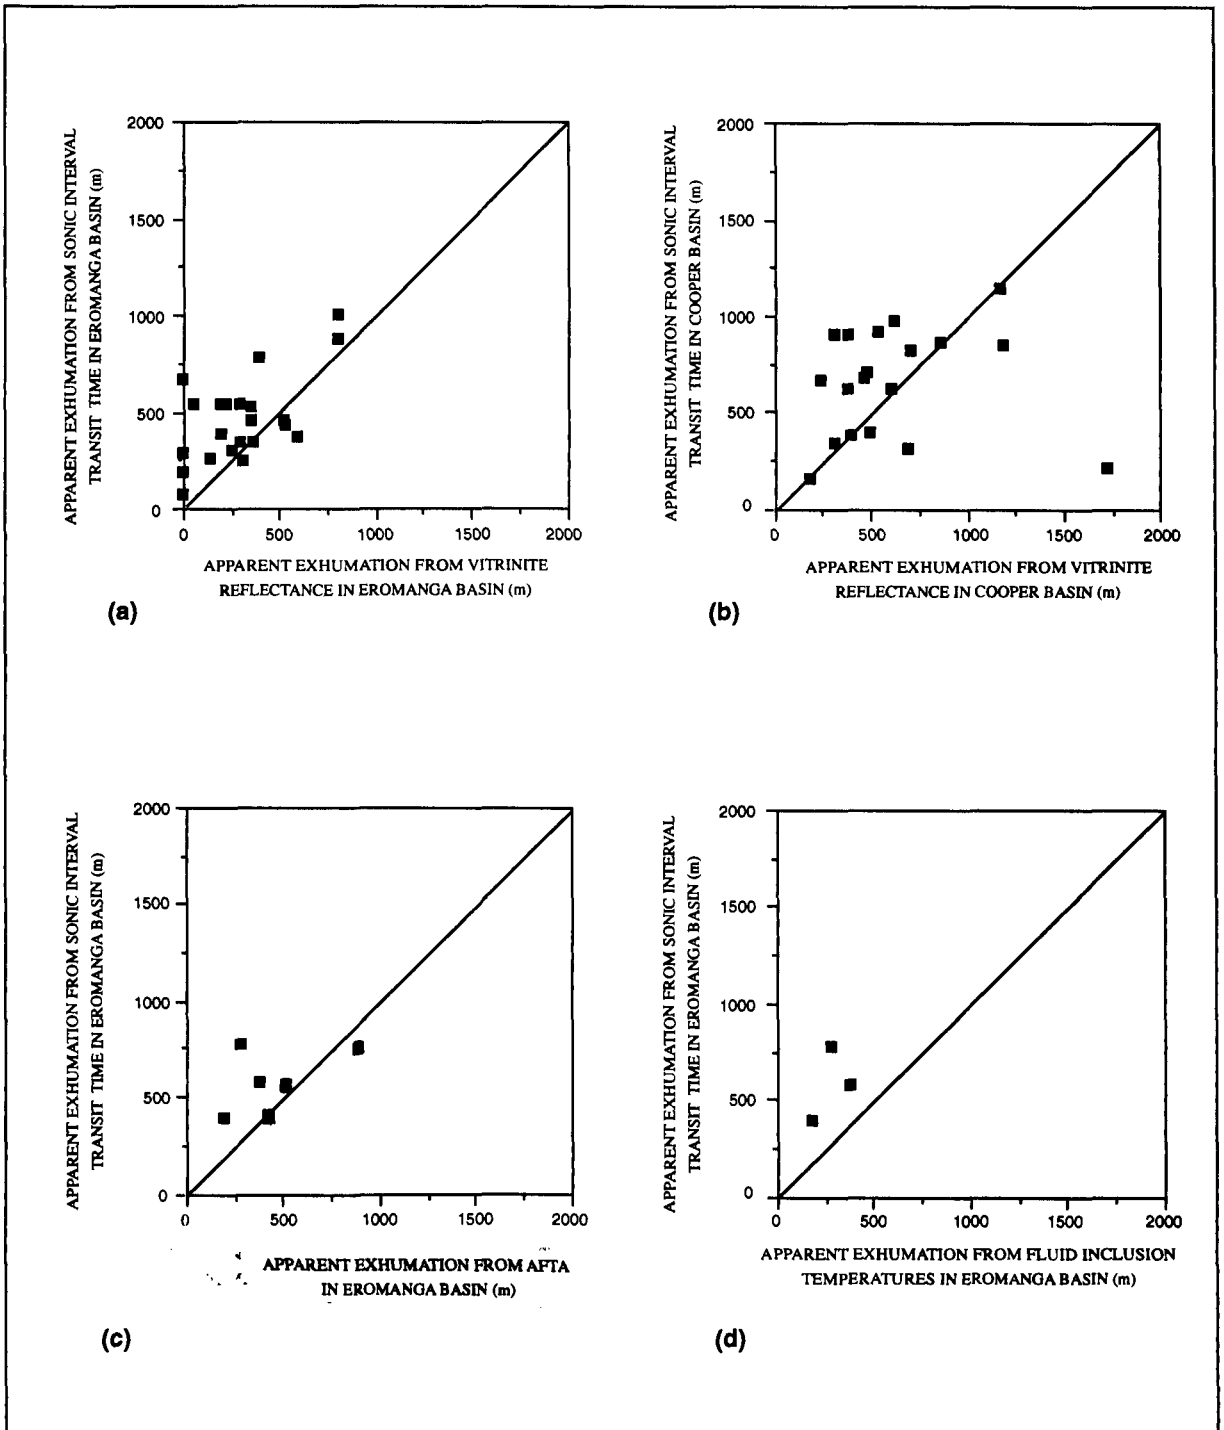 APPARENT EXHUMATION FROM SONIC INTERVAL
TRANSIT TIME IN EROMANGA BASIN (m)
2000
1500
1000
500
0
0 500 1000 1500 2000
APPARENT EXHUMATION FROM VITRINITE
REFLECTANCE IN EROMANGA BASIN (m)
(a)
APPARENT EXHUMATION FROM SONIC INTERVAL
TRANSIT TIME IN COOPER BASIN (m)
2000
1500
1000
500
0
0 500 1000 1500 2000
APPARENT EXHUMATION FROM VITRINITE
REFLECTANCE IN COOPER BASIN (m)
(b)
APPARENT EXHUMATION FROM SONIC INTERVAL
TRANSIT TIME IN EROMANGA BASIN (m)
2000
1500
1000
500
0
0 500 1000 1500 2000
APPARENT EXHUMATION FROM AFTA
IN EROMANGA BASIN (m)
(c)
APPARENT EXHUMATION FROM SONIC INTERVAL
TRANSIT TIME IN EROMANGA BASIN (m)
2000
1500
1000
500
0
0 500 1000 1500 2000
APPARENT EXHUMATION FROM FLUID INCLUSION
TEMPERATURES IN EROMANGA BASIN (m)
(d)